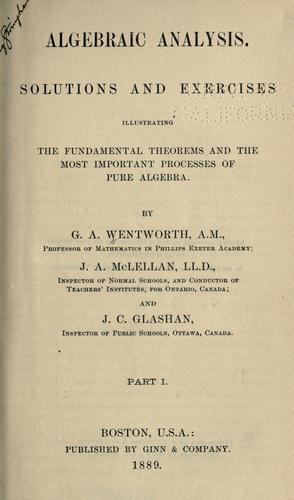 ALGEBRAIC ANALYSIS.
SOLUTIONS AND EXERCISES
ILLUSTRATING
CALIFORNIA
THE FUNDAMENTAL THEOREMS AND THE
MOST IMPORTANT PROCESSES OF
PURE ALGEBRA.
BY
G. A. WENTWORTH, A.M.,
PROFESSOR OF MATHEMATICS IN PHILLIPS EXETER ACADEMY;
J. A. McLELLAN, LL.D.,
INSPECTOR OF NORMAL SCHOOLS, AND CONDUCTOR OF
TEACHERS' INSTITUTES, FOR ONTARIO, CANADA;
AND
J. C. GLASHAN,
INSPECTOR OF PUBLIC SCHOOLS, OTTAWA, CANADA.
PART I.
BOSTON, U.S.A.:
PUBLISHED BY GINN & COMPANY.
1889.